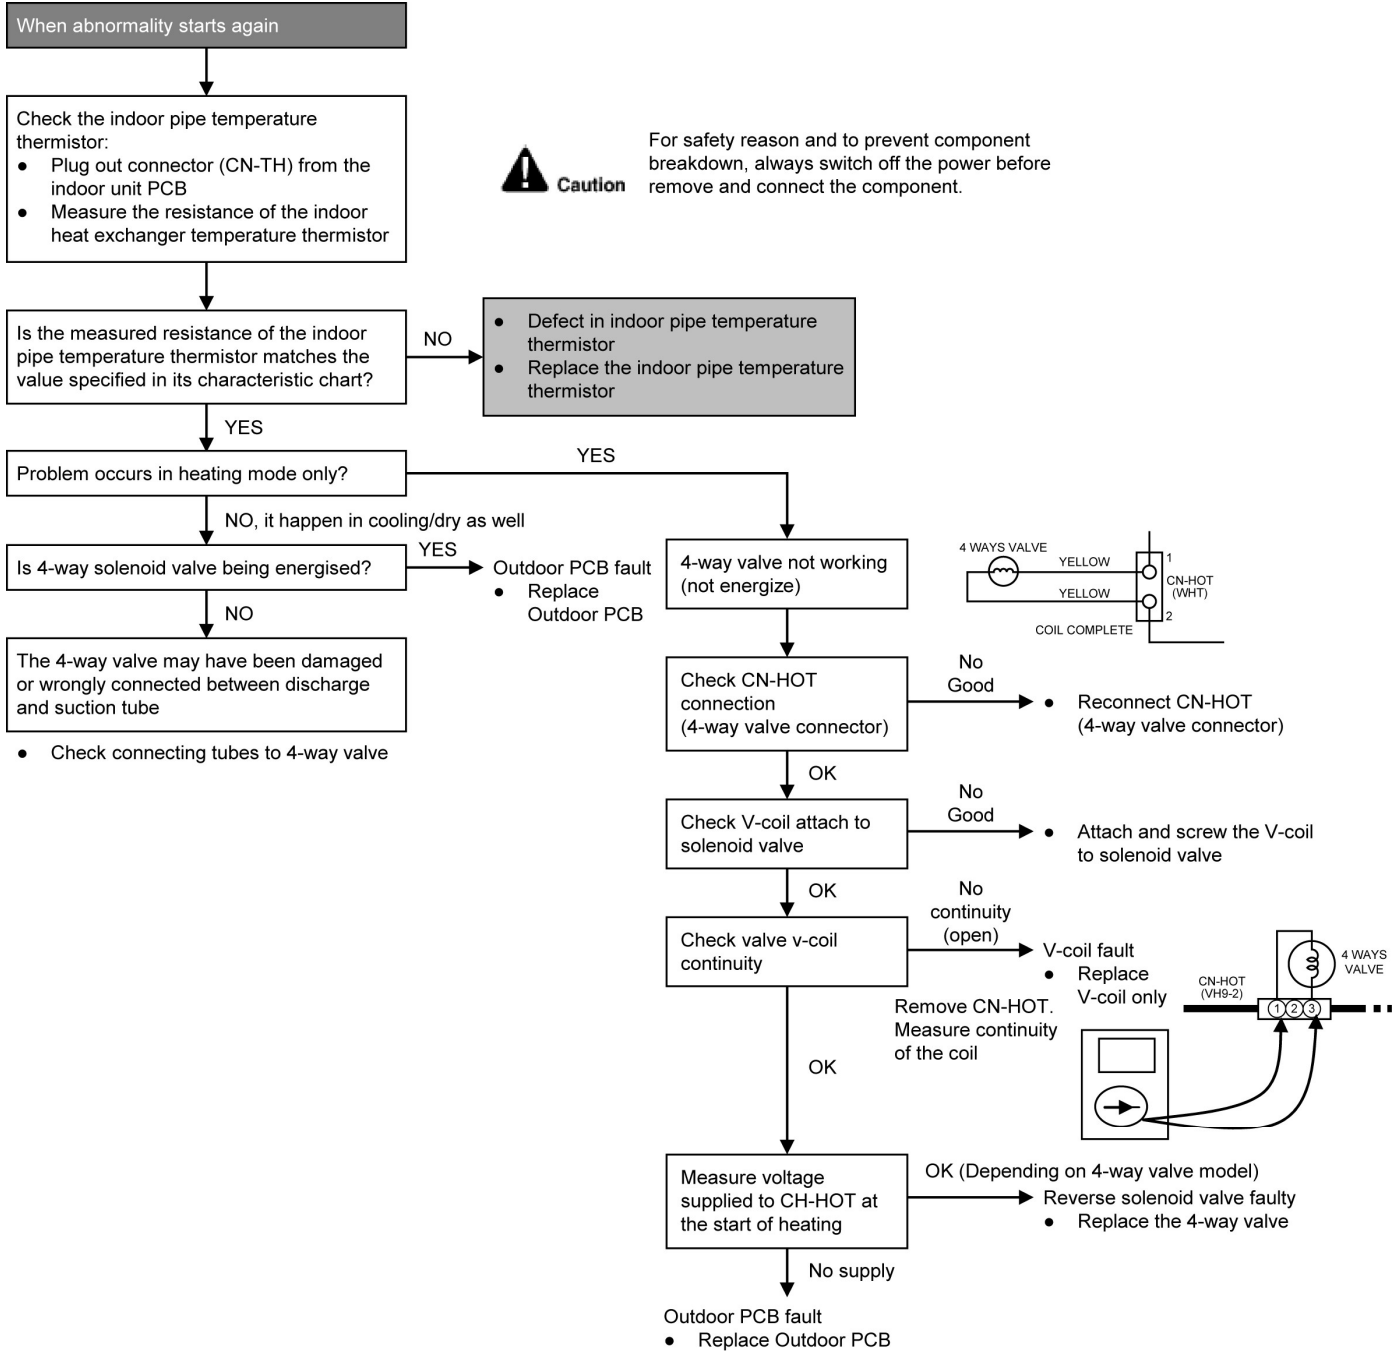 When abnormality starts again
Check the indoor pipe temperature
thermistor:
● Plug out connector (CN-TH) from the
indoor unit PCB
● Measure the resistance of the indoor
heat exchanger temperature thermistor
Caution
For safety reason and to prevent component
breakdown, always switch off the power before
remove and connect the component.
Is the measured resistance of the indoor
pipe temperature thermistor matches the
value specified in its characteristic chart?
NO
● Defect in indoor pipe temperature
thermistor
● Replace the indoor pipe temperature
thermistor
YES
Problem occurs in heating mode only?
YES
NO, it happen in cooling/dry as well
Is 4-way solenoid valve being energised?
YES
Outdoor PCB fault
● Replace
Outdoor PCB
NO
The 4-way valve may have been damaged
or wrongly connected between discharge
and suction tube
● Check connecting tubes to 4-way valve
4-way valve not working
(not energize)
4 WAYS VALVE
YELLOW
YELLOW
1
CN-HOT
(WHT)
2
COIL COMPLETE
Check CN-HOT
connection
(4-way valve connector)
No
Good
● Reconnect CN-HOT
(4-way valve connector)
OK
Check V-coil attach to
solenoid valve
No
Good
● Attach and screw the V-coil
to solenoid valve
OK
Check valve v-coil
continuity
No
continuity
(open)
V-coil fault
● Replace
V-coil only
Remove CN-HOT.
Measure continuity
of the coil
CN-HOT
(VH9-2)
4 WAYS
VALVE
1 2 3
OK
Measure voltage
supplied to CH-HOT at
the start of heating
OK (Depending on 4-way valve model)
Reverse solenoid valve faulty
● Replace the 4-way valve
No supply
Outdoor PCB fault
● Replace Outdoor PCB